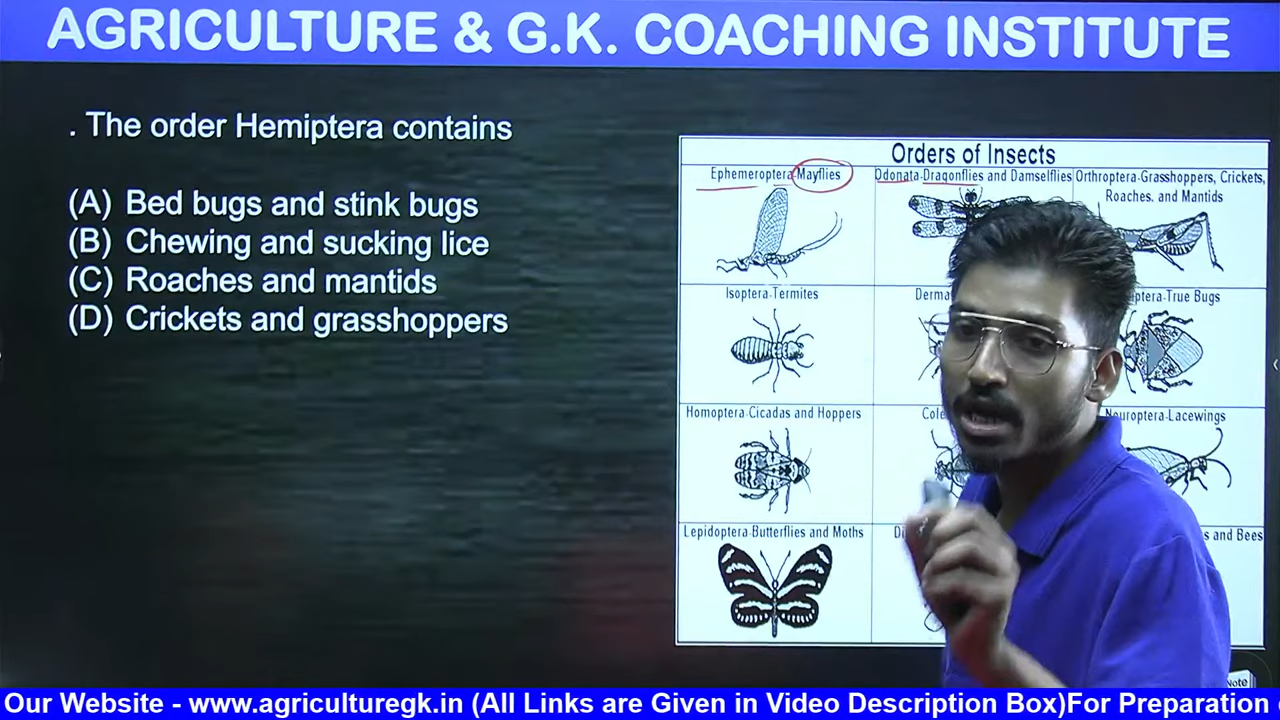 AGRICULTURE & G.K. COACHING INSTITUTE
. The order Hemiptera contains
(A) Bed bugs and stink bugs
(B) Chewing and sucking lice
(C) Roaches and mantids
(D) Crickets and grasshoppers
Orders of Insects
Ephemeroptera-Mayflies
Odonata-Dragonflies and Damselflies
Orthroptera-Grasshoppers, Crickets,
Roaches. and Mantids
Isoptera-Termites
ptera-True Bugs
Homoptera-Cicadas and Hoppers
Neuroptera-Lacewings
Lepidoptera-Butterflies and Moths
and Bees
Note
Our Website - www.agriculturegk.in (All Links are Given in Video Description Box)For Preparation